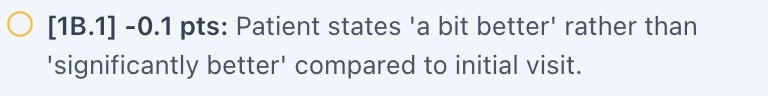 [1B.1] -0.1 pts: Patient states 'a bit better' rather than
'significantly better' compared to initial visit.